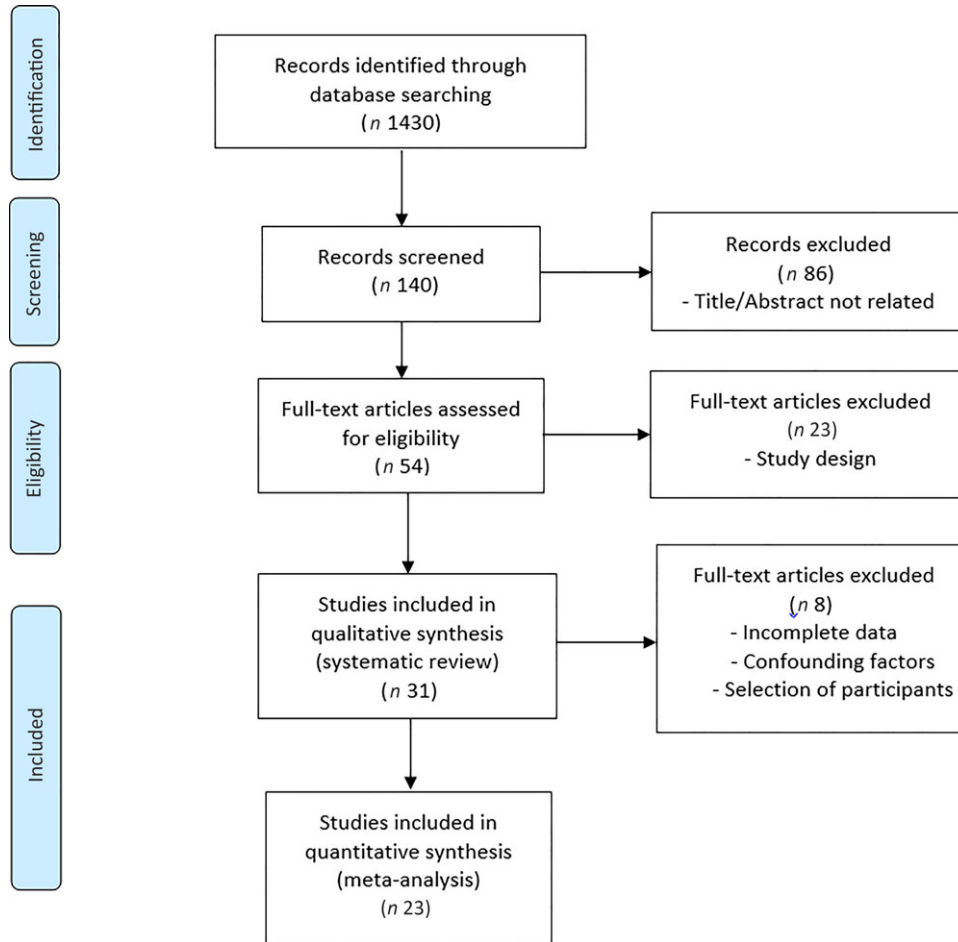 Identification
Records identified through
database searching
(n 1430)
Screening
Records screened
(n 140)
Records excluded
(n 86)
- Title/Abstract not related
Eligibility
Full-text articles assessed
for eligibility
(n 54)
Full-text articles excluded
(n 23)
- Study design
Included
Studies included in
qualitative synthesis
(systematic review)
(n 31)
Full-text articles excluded
(n 8)
- Incomplete data
- Confounding factors
- Selection of participants
Studies included in
quantitative synthesis
(meta-analysis)
(n 23)